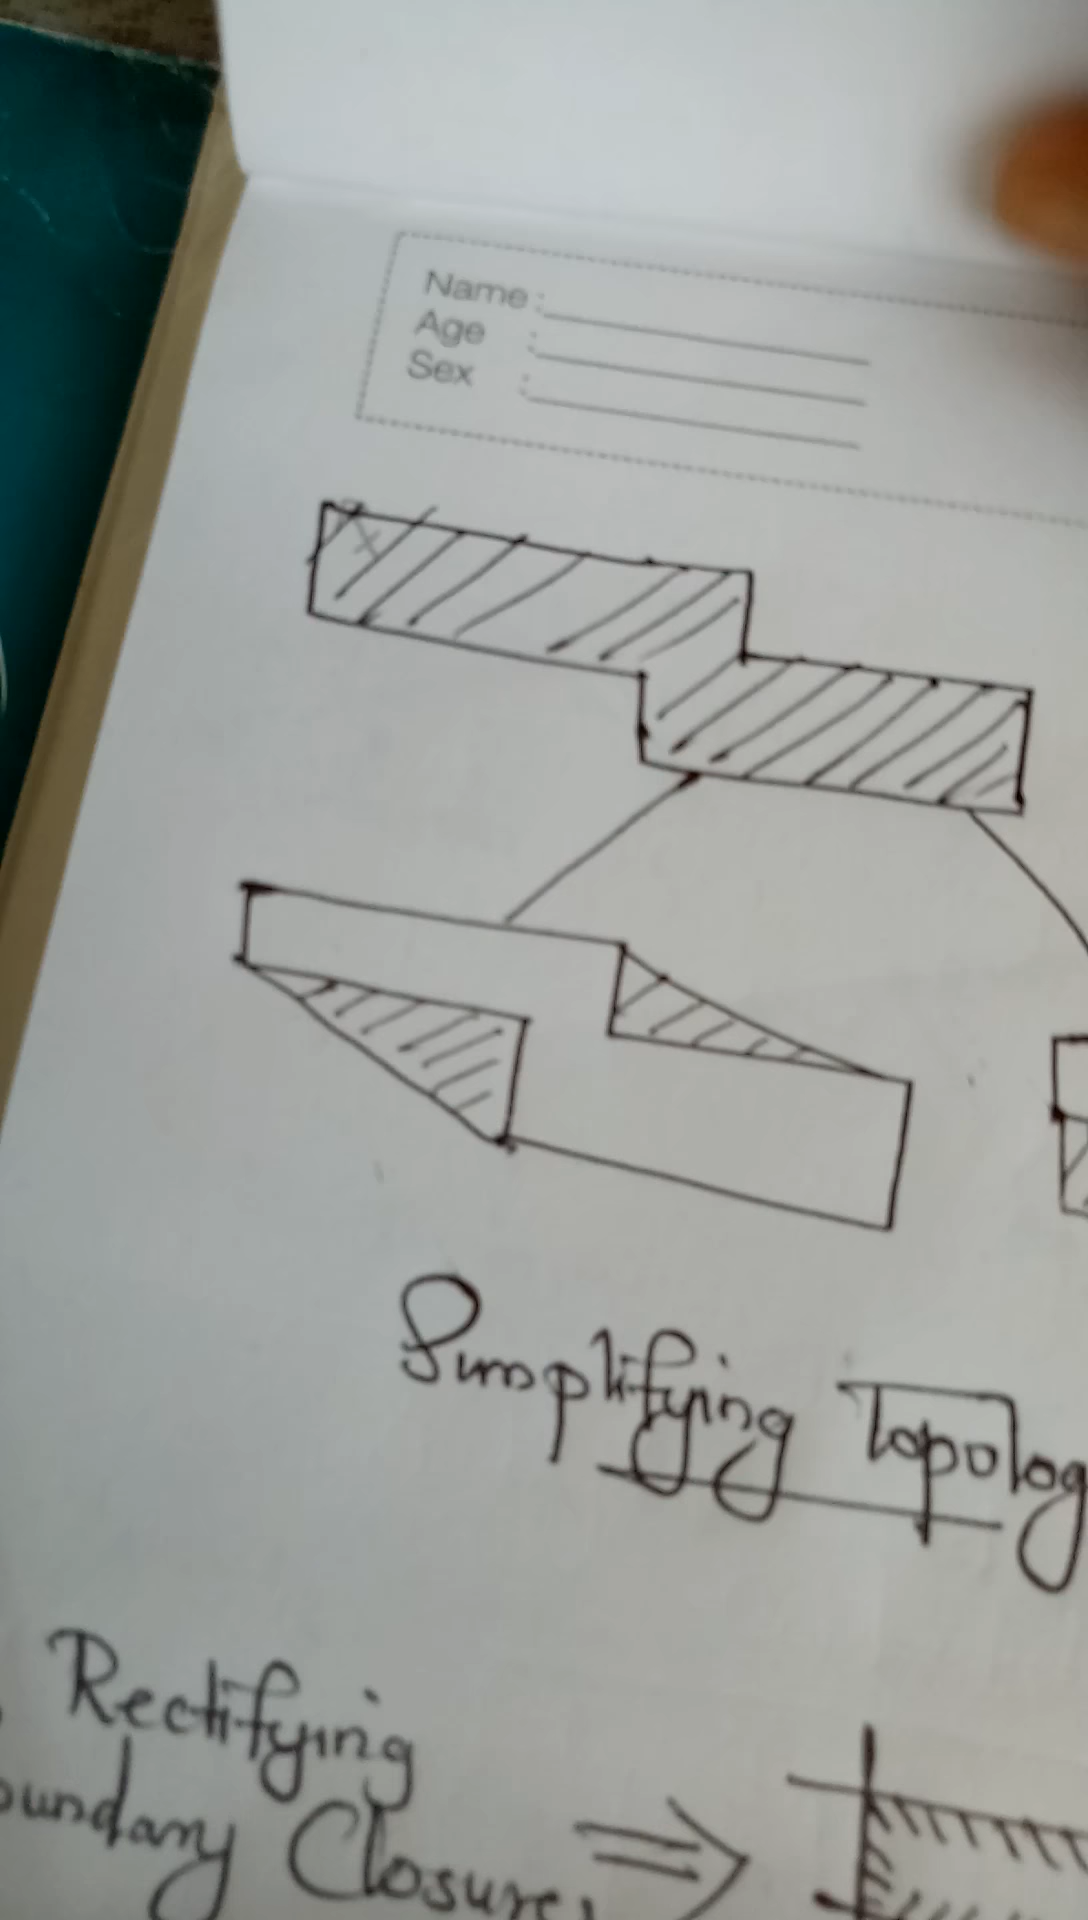 Name :
Age :
Sex :
Simplifying Topolog
Rectifying
oundary Closure,